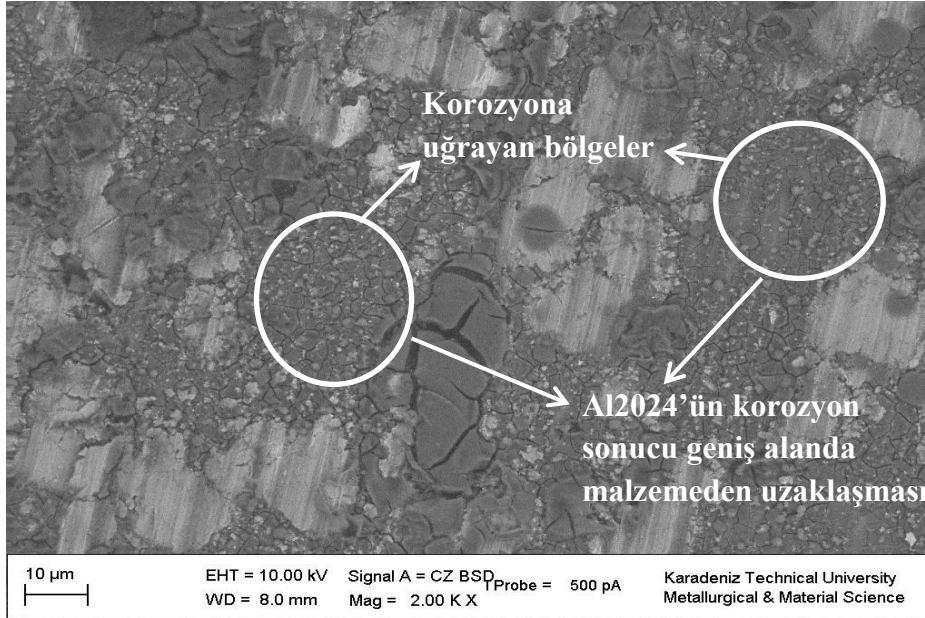 Korozyona
uğrayan bölgeler
Al2024’ün korozyon
sonucu geniş alanda
malzemeden uzaklaşması
10 µm
EHT = 10.00 kV Signal A = CZ BSD TProbe = 500 pA Karadeniz Technical University
WD = 8.0 mm Mag = 2.00 K X Metallurgical & Material Science